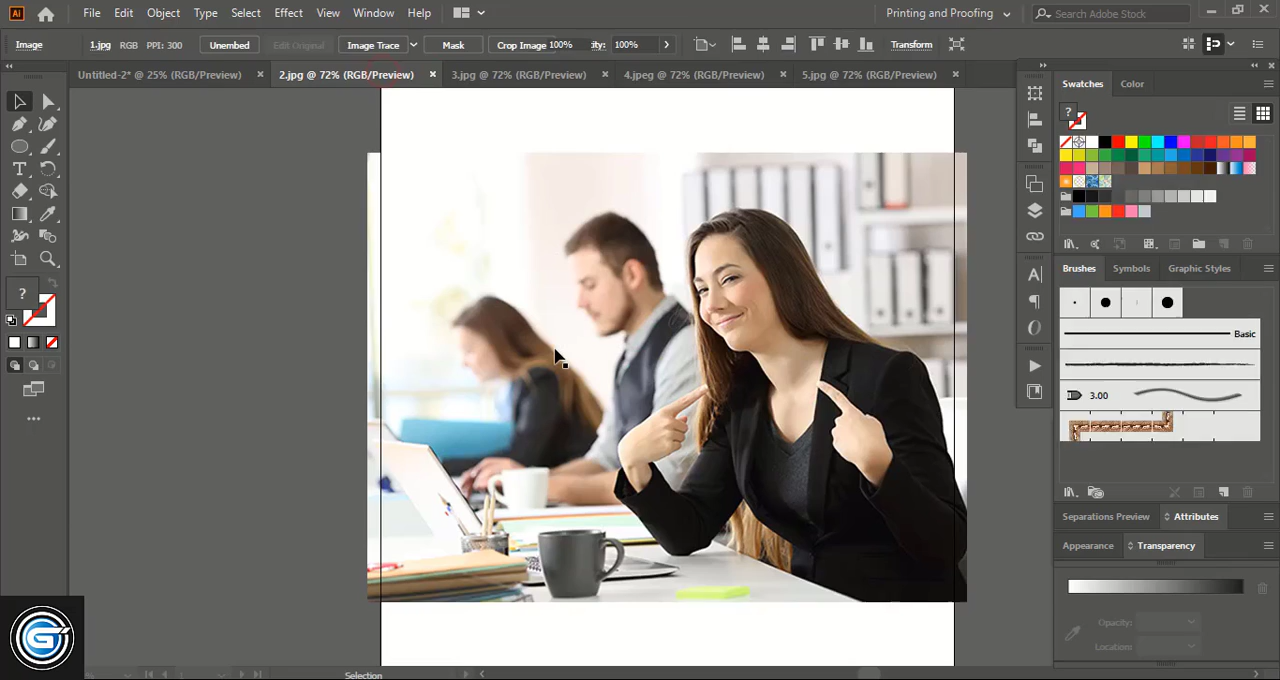 Ai File Edit Object Type Select Effect View Window Help Printing and Proofing Search Adobe Stock
Image 1.jpg RGB PPI: 300 Unembed Edit Original Image Trace Mask Crop Image 100% ity: 100% Transform
Untitled-2* @ 25% (RGB/Preview) 2.jpg @ 72% (RGB/Preview) 3.jpg @ 72% (RGB/Preview) 4.jpeg @ 72% (RGB/Preview) 5.jpg @ 72% (RGB/Preview)
Swatches Color
Brushes Symbols Graphic Styles
Basic
3.00
Separations Preview Attributes
Appearance Transparency
Opacity:
Location:
Selection